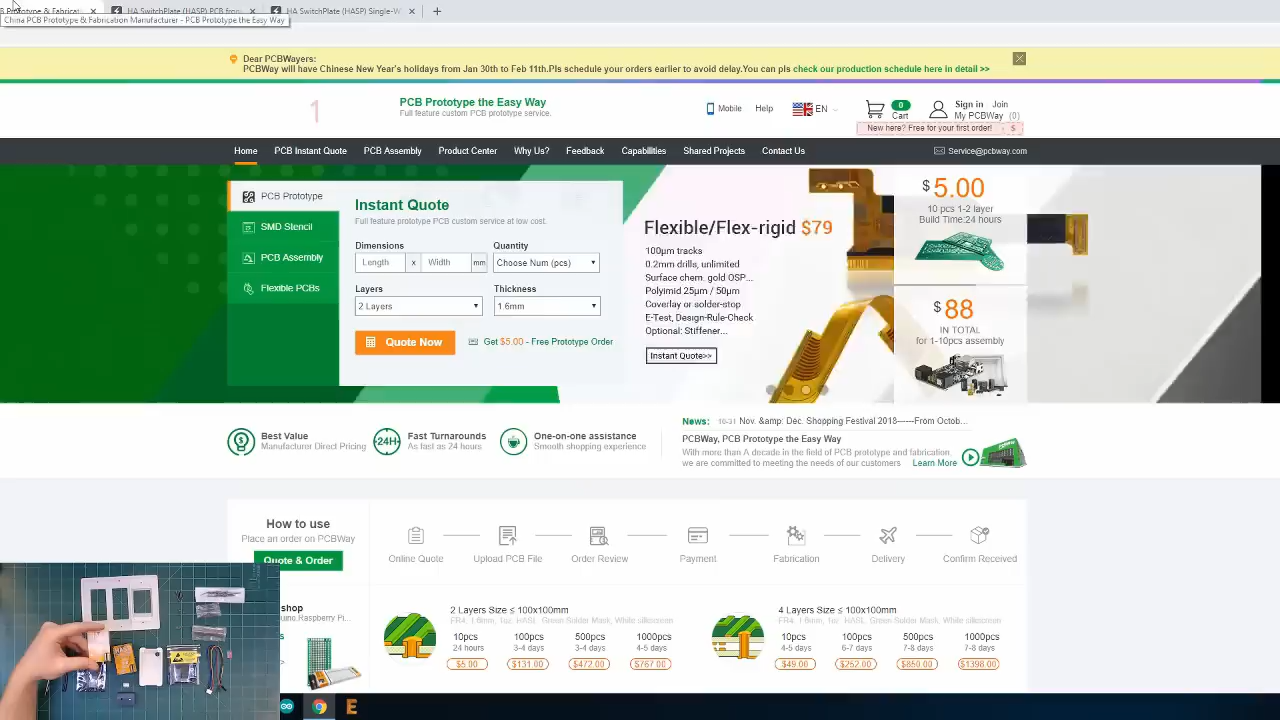 HA SwitchPlate (HASP) PCB from
HA SwitchPlate (HASP) Single-W
China PCB Prototype & Fabrication Manufacturer - PCB Prototype the Easy Way
Dear PCBWayers:
PCBWay will have Chinese New Year's holidays from Jan 30th to Feb 11th.Pls schedule your orders earlier to avoid delay.You can pls check our production schedule here in detail >>
1
PCB Prototype the Easy Way
Full feature custom PCB prototype service.
Mobile
Help
EN
0
Cart
Sign in
Join
My PCBWay (0)
New here? Free for your first order!
$
Home
PCB Instant Quote
PCB Assembly
Product Center
Why Us?
Feedback
Capabilities
Shared Projects
Contact Us
Service@pcbway.com
PCB Prototype
SMD Stencil
PCB Assembly
Flexible PCBs
Instant Quote
Full feature prototype PCB custom service at low cost.
Dimensions
Quantity
Length x Width mm
Choose Num (pcs)
Layers
Thickness
2 Layers
1.6mm
Quote Now
Get $5.00 - Free Prototype Order
Flexible/Flex-rigid $79
100μm tracks
0.2mm drills, unlimited
Surface chem. gold OSP....
Polyimid 25μm / 50μm
Coverlay or solder-stop
E-Test, Design-Rule-Check
Optional: Stiffener...
Instant Quote>>
$5.00
10 pcs 1-2 layer
Build Time:24 hours
$88
IN TOTAL
for 1-10pcs assembly
Best Value
Manufacturer Direct Pricing
24H
Fast Turnarounds
As fast as 24 hours
One-on-one assistance
Smooth shopping experience
News:
10-31 Nov. &amp; Dec. Shopping Festival 2018------From Octob...
PCBWay, PCB Prototype the Easy Way
With more than A decade in the field of PCB prototype and fabrication,
we are committed to meeting the needs of our customers
Learn More
How to use
Place an order on PCBWay
Quote & Order
Online Quote
Upload PCB File
Order Review
Payment
Fabrication
Delivery
Confirm Received
2 Layers Size ≤ 100x100mm
FR4, 1.6mm, 1oz, HASL, Green Solder Mask, White silkscreen
10pcs
100pcs
500pcs
1000pcs
24 hours
3-4 days
3-4 days
4-5 days
$5.00
$131.00
$472.00
$767.00
4 Layers Size ≤ 100x100mm
FR4, 1.6mm, 1oz, HASL, Green Solder Mask, White silkscreen
10pcs
100pcs
500pcs
1000pcs
4-5 days
6-7 days
7-8 days
7-8 days
$49.00
$252.00
$859.00
$1398.00
shop
uino,Raspberry Pi...